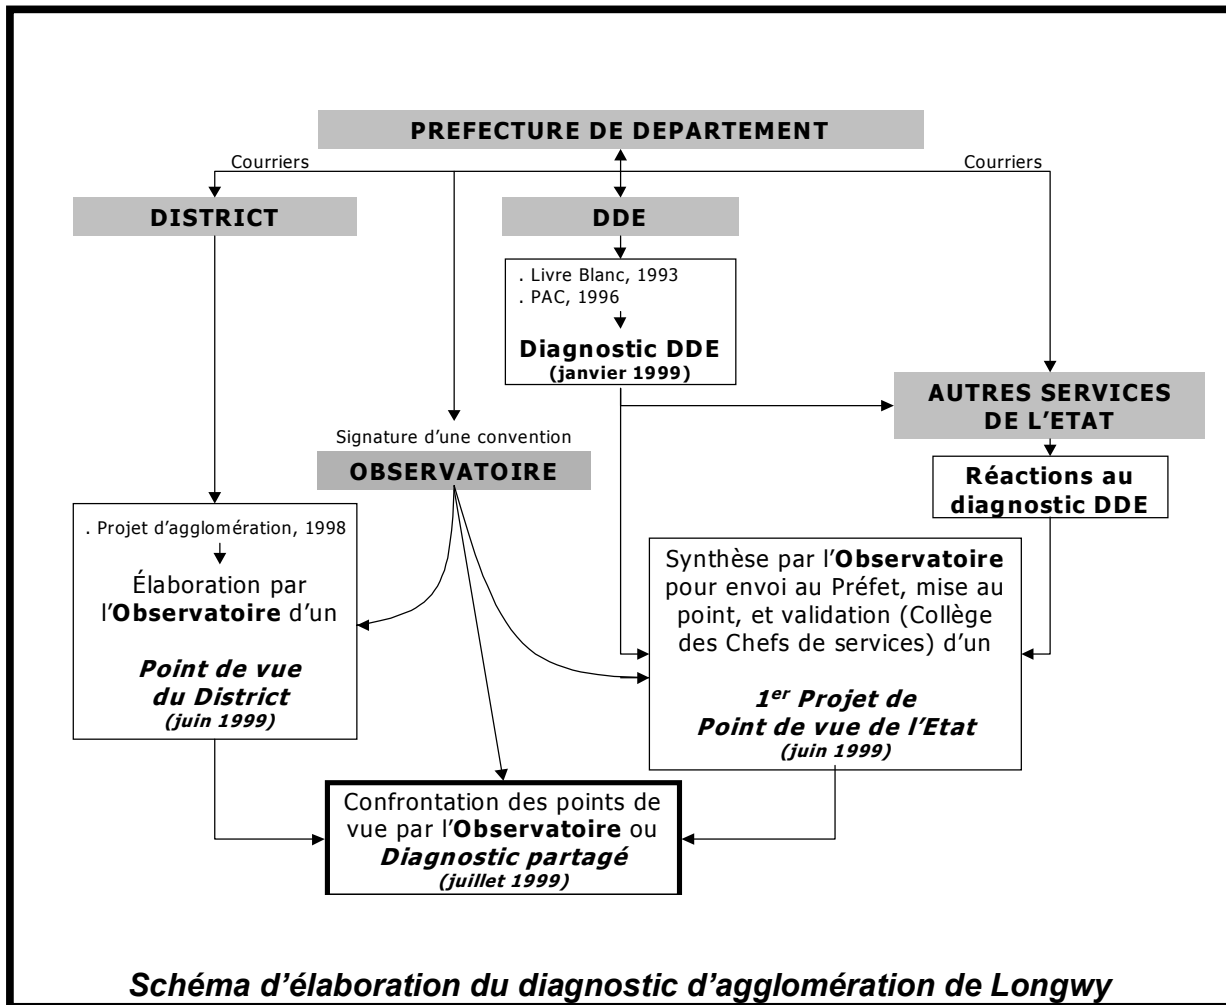 PREFECTURE DE DEPARTEMENT
Courriers
Courriers
DISTRICT
DDE
. Livre Blanc, 1993
. PAC, 1996
Diagnostic DDE
(janvier 1999)
AUTRES SERVICES
DE L'ETAT
Signature d'une convention
OBSERVATOIRE
Réactions au
diagnostic DDE
. Projet d'agglomération, 1998
Élaboration par
l'Observatoire d'un
Point de vue
du District
(juin 1999)
Synthèse par l'Observatoire
pour envoi au Préfet, mise au
point, et validation (Collège
des Chefs de services) d'un
1er Projet de
Point de vue de l'Etat
(juin 1999)
Confrontation des points de
vue par l'Observatoire ou
Diagnostic partagé
(juillet 1999)
Schéma d'élaboration du diagnostic d'agglomération de Longwy